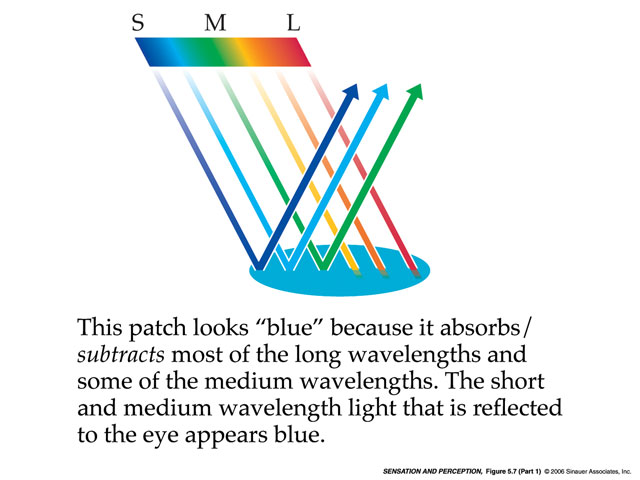 S M L
This patch looks “blue” because it absorbs/
subtracts most of the long wavelengths and
some of the medium wavelengths. The short
and medium wavelength light that is reflected
to the eye appears blue.
SENSATION AND PERCEPTION, Figure 5.7 (Part 1) © 2006 Sinauer Associates, Inc.